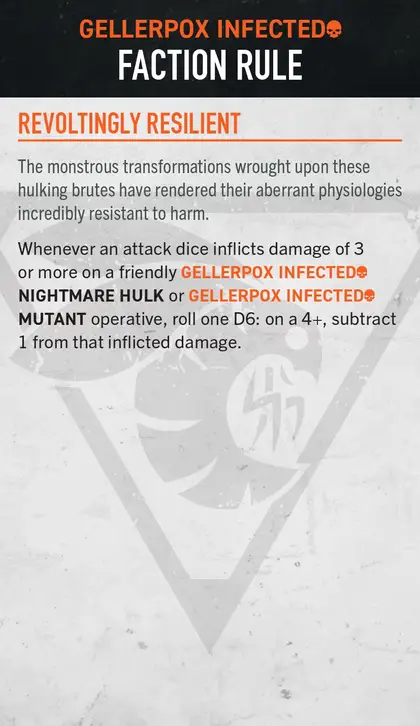 GELLERPOX INFECTED
FACTION RULE
REVOLTINGLY RESILIENT
The monstrous transformations wrought upon these
hulking brutes have rendered their aberrant physiologies
incredibly resistant to harm.
Whenever an attack dice inflicts damage of 3
or more on a friendly GELLERPOX INFECTED
NIGHTMARE HULK or GELLERPOX INFECTED
MUTANT operative, roll one D6: on a 4+, subtract
1 from that inflicted damage.